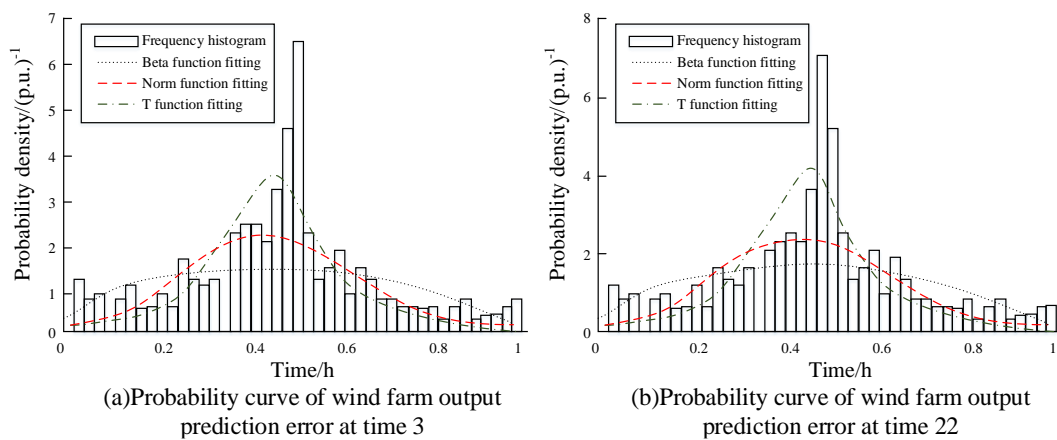 7
6
5
4
3
2
1
0
Probability density/(p.u.)⁻¹
Frequency histogram
Beta function fitting
Norm function fitting
T function fitting
0
0.2
0.4
0.6
0.8
1
Time/h
(a)Probability curve of wind farm output
prediction error at time 3
8
6
4
2
0
Probability density/(p.u.)⁻¹
Frequency histogram
Beta function fitting
Norm function fitting
T function fitting
0
0.2
0.4
0.6
0.8
1
Time/h
(b)Probability curve of wind farm output
prediction error at time 22